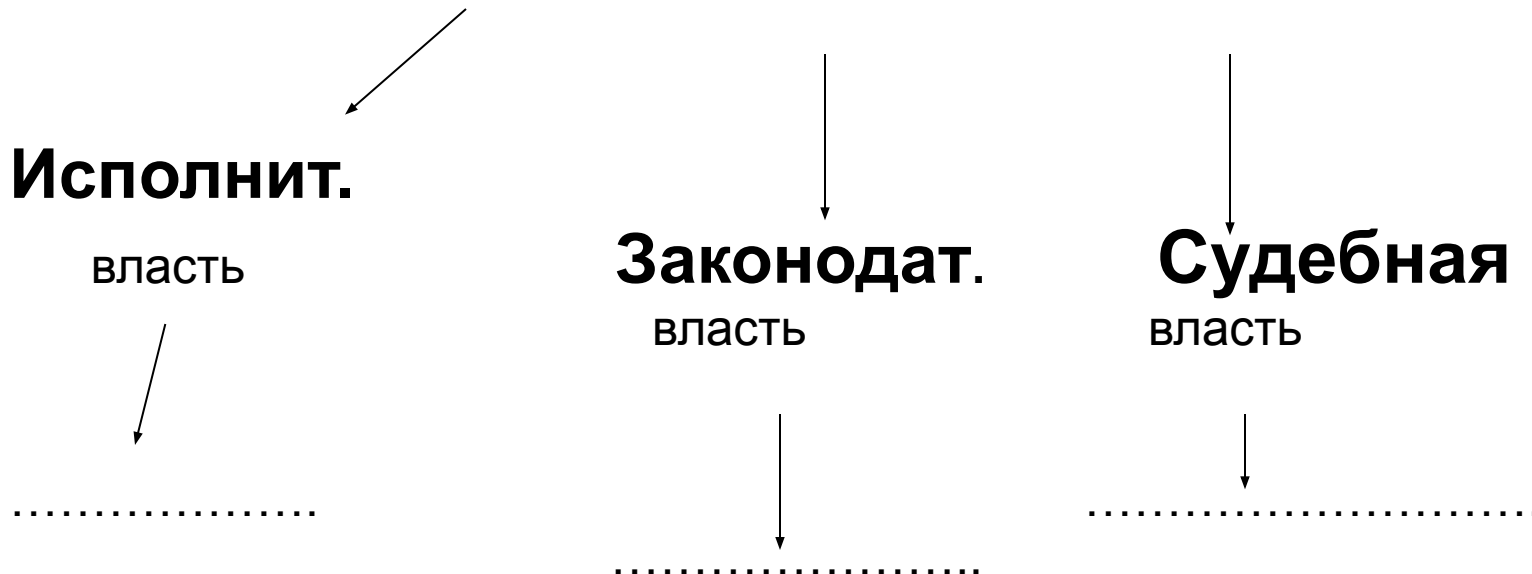 Исполнит.
власть
Законодат.
власть
Судебная
власть
………………
………………….
………………………